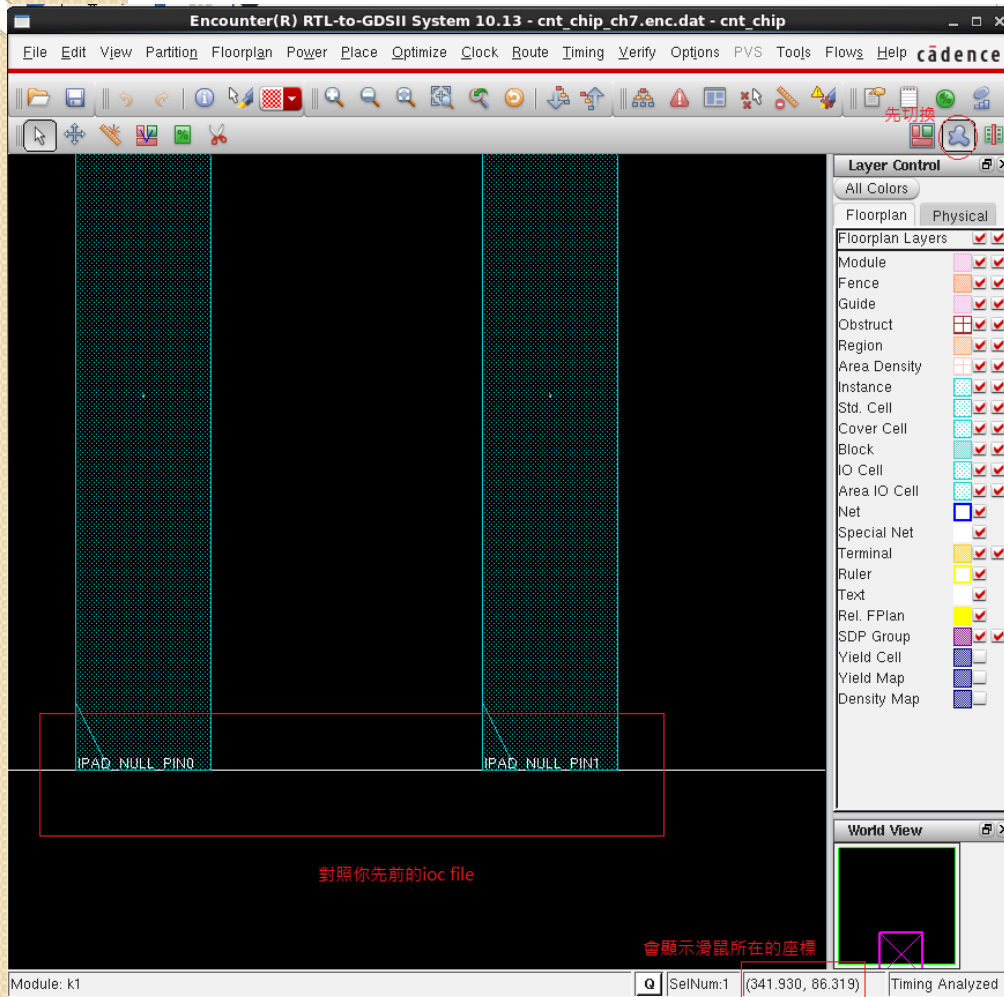 Encounter(R) RTL-to-GDSII System 10.13 - cnt_chip_ch7.enc.dat - cnt_chip
File Edit View Partition Floorplan Power Place Optimize Clock Route Timing Verify Options PVS Tools Flows Help cādence
先切換
Layer Control
All Colors
Floorplan Physical
Floorplan Layers
Module
Fence
Guide
Obstruct
Region
Area Density
Instance
Std. Cell
Cover Cell
Block
IO Cell
Area IO Cell
Net
Special Net
Terminal
Ruler
Text
Rel. FPlan
SDP Group
Yield Cell
Yield Map
Density Map
IPAD_NULL_PIN0 IPAD_NULL_PIN1
對照你先前的ioc file
World View
會顯示滑鼠所在的座標
Module: k1 Q SelNum:1 (341.930, 86.319) Timing Analyzed